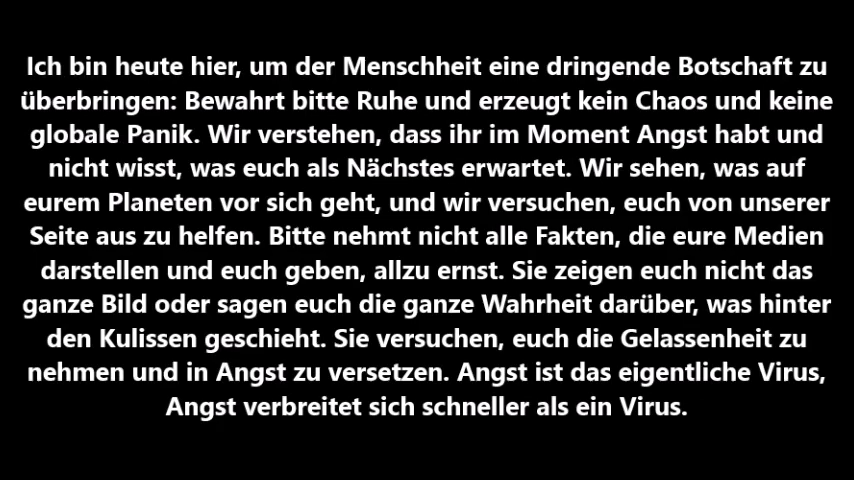 Ich bin heute hier, um der Menschheit eine dringende Botschaft zu
überbringen: Bewahrt bitte Ruhe und erzeugt kein Chaos und keine
globale Panik. Wir verstehen, dass ihr im Moment Angst habt und
nicht wisst, was euch als Nächstes erwartet. Wir sehen, was auf
eurem Planeten vor sich geht, und wir versuchen, euch von unserer
Seite aus zu helfen. Bitte nehmt nicht alle Fakten, die eure Medien
darstellen und euch geben, allzu ernst. Sie zeigen euch nicht das
ganze Bild oder sagen euch die ganze Wahrheit darüber, was hinter
den Kulissen geschieht. Sie versuchen, euch die Gelassenheit zu
nehmen und in Angst zu versetzen. Angst ist das eigentliche Virus,
Angst verbreitet sich schneller als ein Virus.